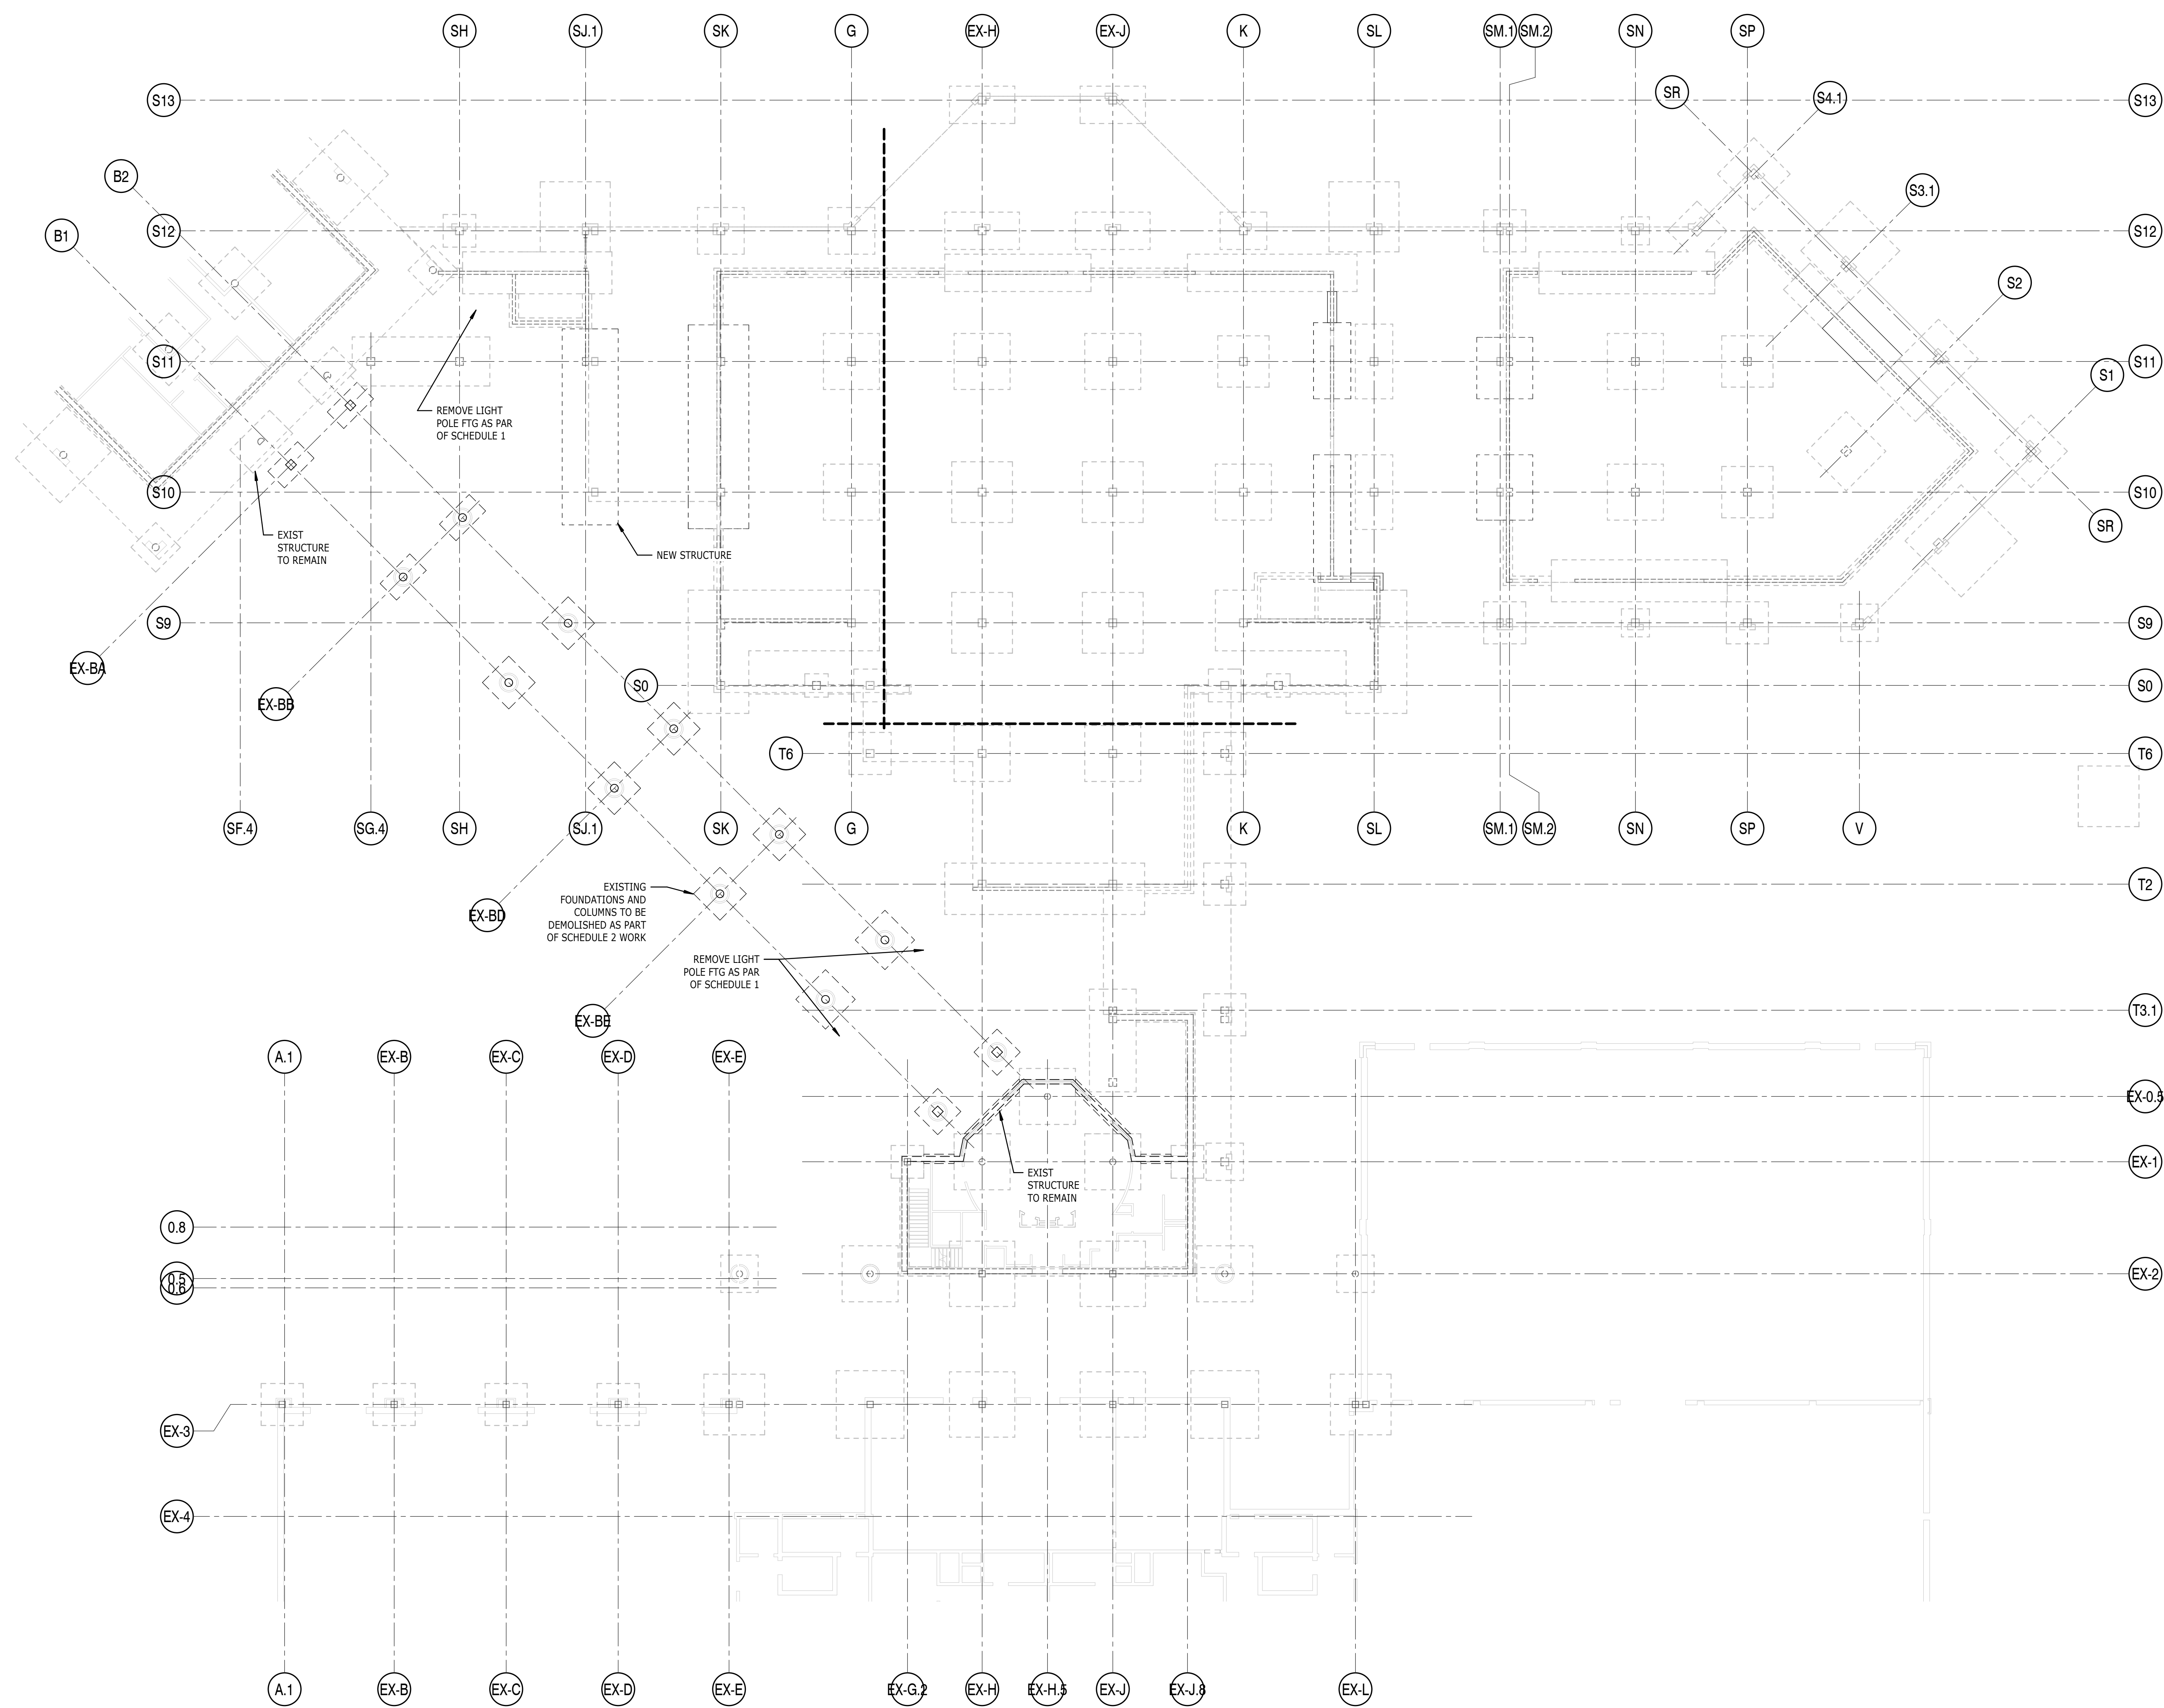 SH
SJ.1
SK
G
EX-H
EX-J
K
SL
SM.1
SM.2
SN
SP
SR
S4.1
S13
S13
B2
S3.1
B1
S12
S12
S2
S11
S11
S1
REMOVE LIGHT
POLE FTG AS PAR
OF SCHEDULE 1
S10
S10
SR
EXIST
STRUCTURE
TO REMAIN
NEW STRUCTURE
S9
S9
EX-BA
EX-BB
S0
S0
T6
T6
SF.4
SG.4
SH
SJ.1
SK
G
K
SL
SM.1
SM.2
SN
SP
V
EXISTING
FOUNDATIONS AND
COLUMNS TO BE
DEMOLISHED AS PART
OF SCHEDULE 2 WORK
T2
EX-BD
REMOVE LIGHT
POLE FTG AS PAR
OF SCHEDULE 1
EX-BE
T3.1
A.1
EX-B
EX-C
EX-D
EX-E
EX-0.5
EXIST
STRUCTURE
TO REMAIN
EX-1
0.8
0.5
0.6
EX-2
EX-3
EX-4
A.1
EX-B
EX-C
EX-D
EX-E
EX-G.2
EX-H
EX-H.5
EX-J
EX-J.8
EX-L